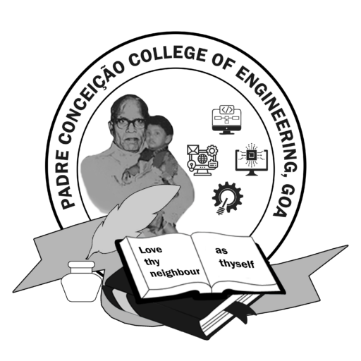 PADRE CONCEIÇÃO COLLEGE OF ENGINEERING, GOA
Love
thy
neighbour
as
thyself